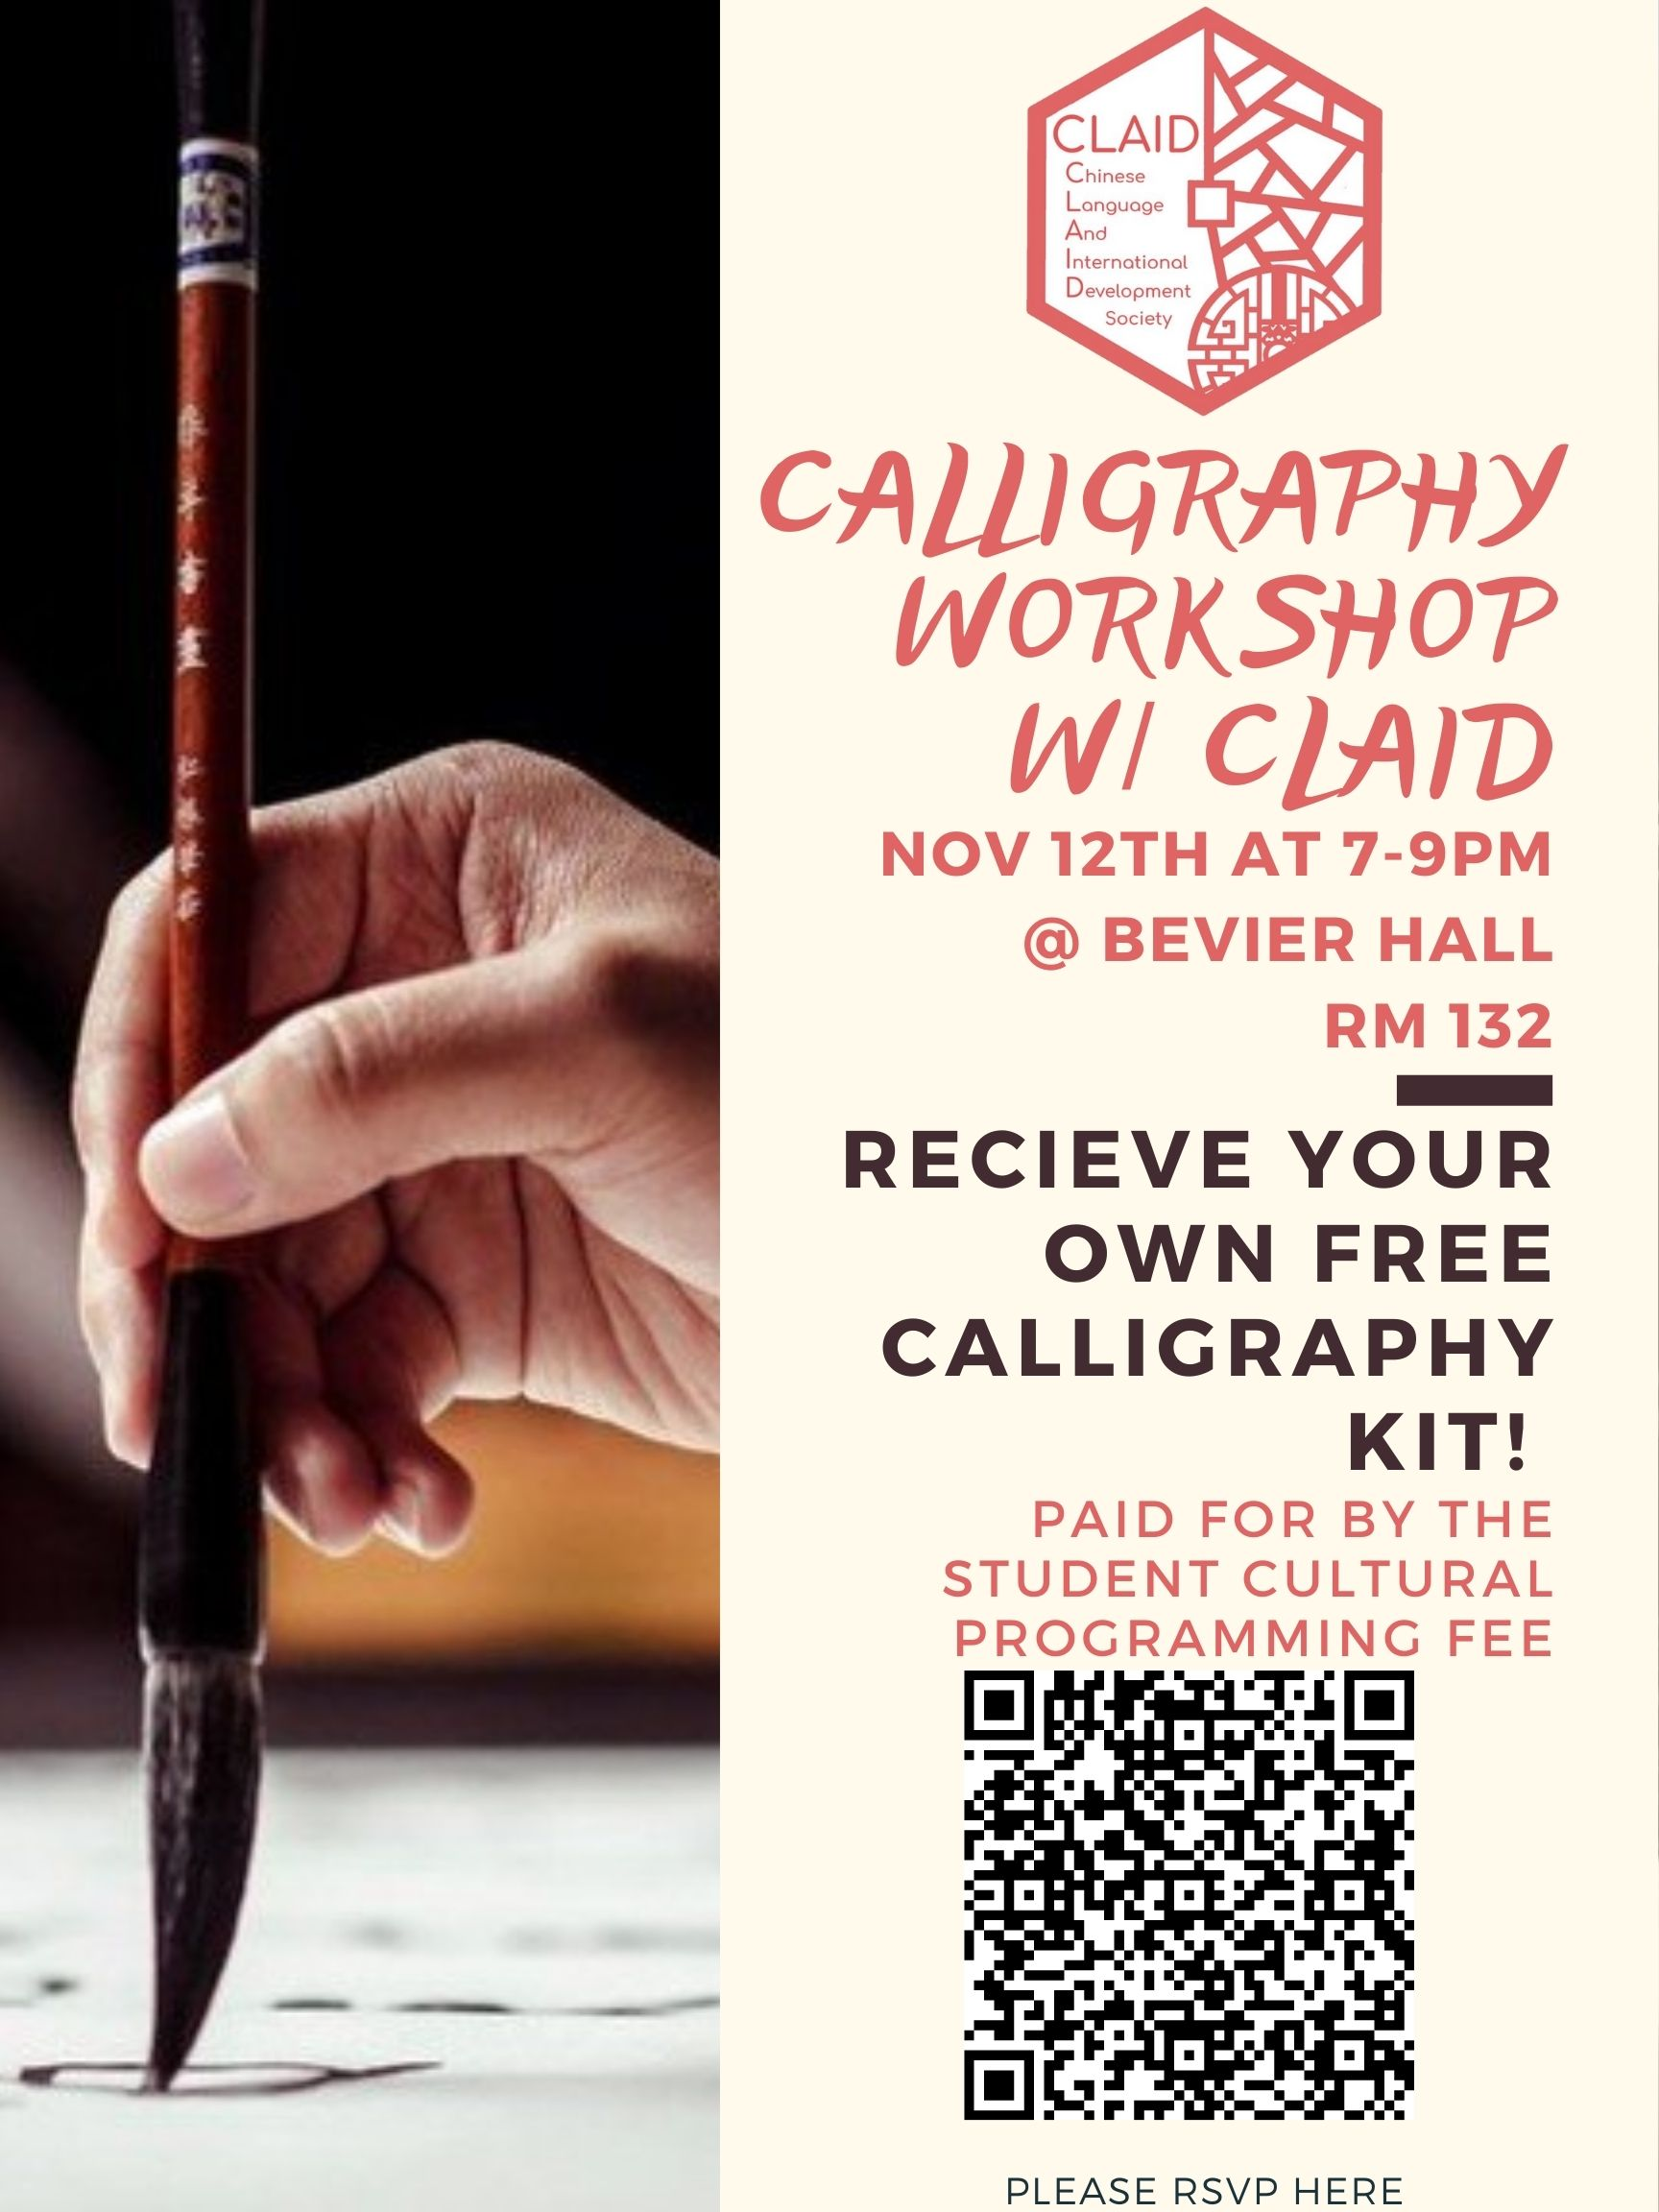 CLAID
Chinese
Language
And
International
Development
Society
CALLIGRAPHY
WORKSHOP
W/ CLAID
NOV 12TH AT 7-9PM
@ BEVIER HALL
RM 132
RECIEVE YOUR
OWN FREE
CALLIGRAPHY
KIT!
PAID FOR BY THE
STUDENT CULTURAL
PROGRAMMING FEE
PLEASE RSVP HERE